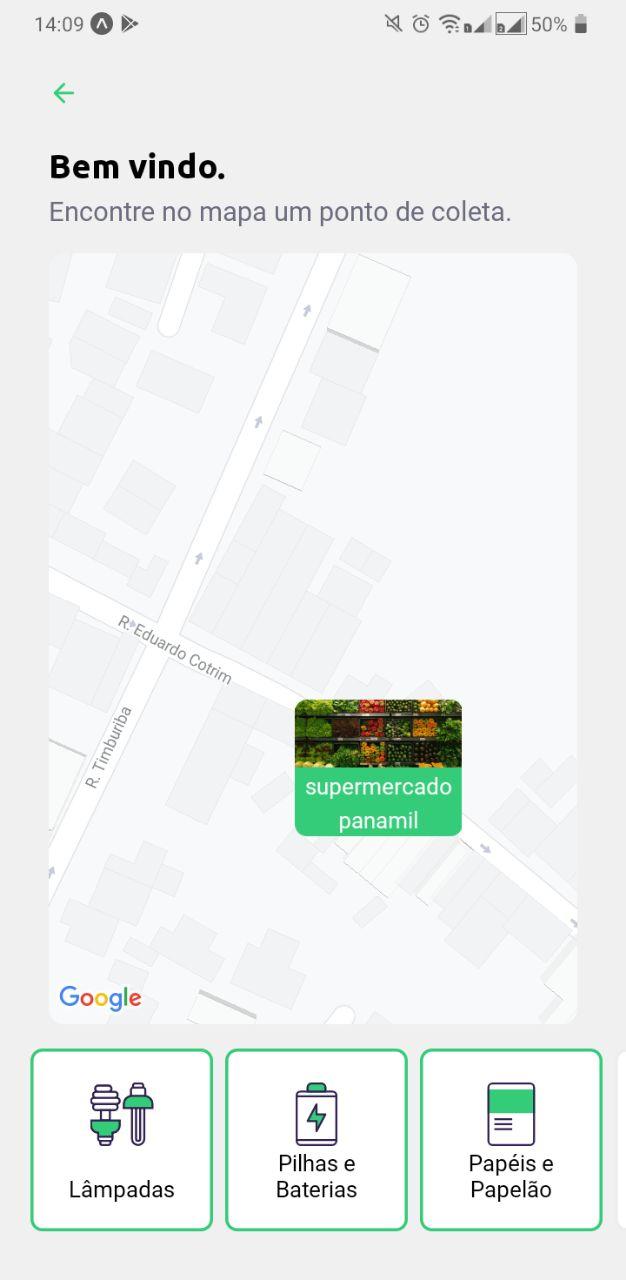 14:09
50%
Bem vindo.
Encontre no mapa um ponto de coleta.
R. Eduardo Cotrim
R. Timburiba
supermercado
panamil
Google
Lâmpadas
Pilhas e
Baterias
Papéis e
Papelão